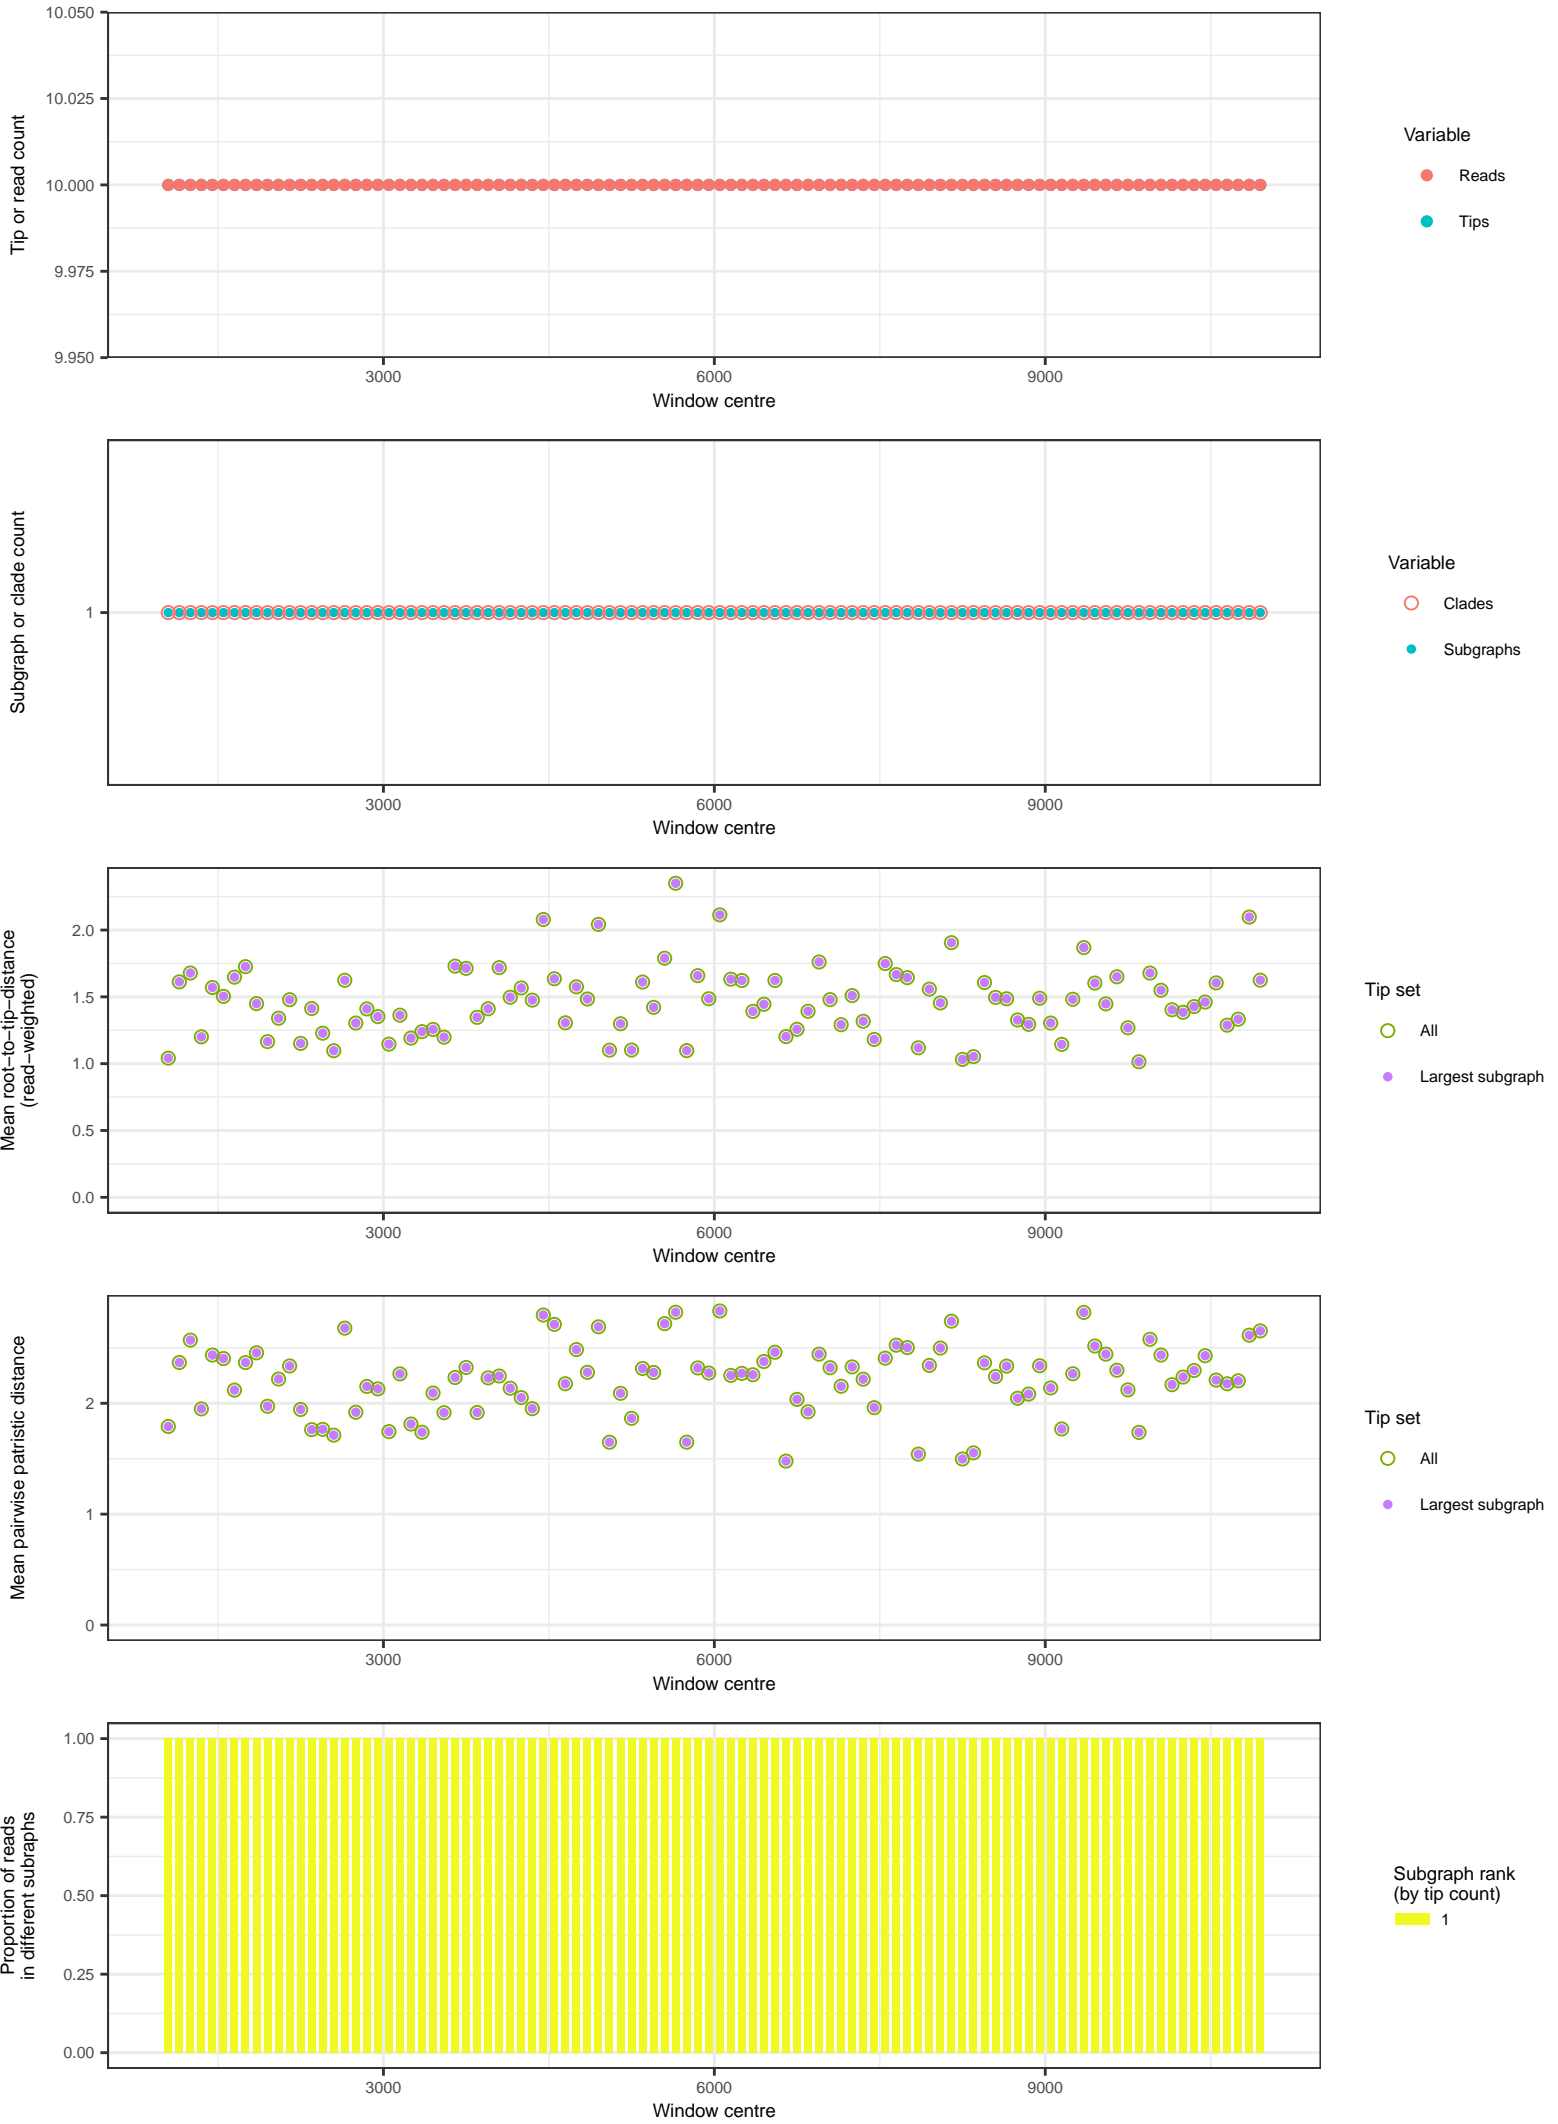 10.050
10.025
10.000
9.975
9.950
Tip or read count
3000
6000
9000
Window centre
Variable
Reads
Tips
Subgraph or clade count
1
3000
6000
9000
Window centre
Variable
Clades
Subgraphs
Mean root−to−tip−distance
(read−weighted)
2.0
1.5
1.0
0.5
0.0
3000
6000
9000
Window centre
Tip set
All
Largest subgraph
Mean pairwise patristic distance
2
1
0
3000
6000
9000
Window centre
Tip set
All
Largest subgraph
Proportion of reads
in different subraphs
1.00
0.75
0.50
0.25
0.00
3000
6000
9000
Window centre
Subgraph rank
(by tip count)
1